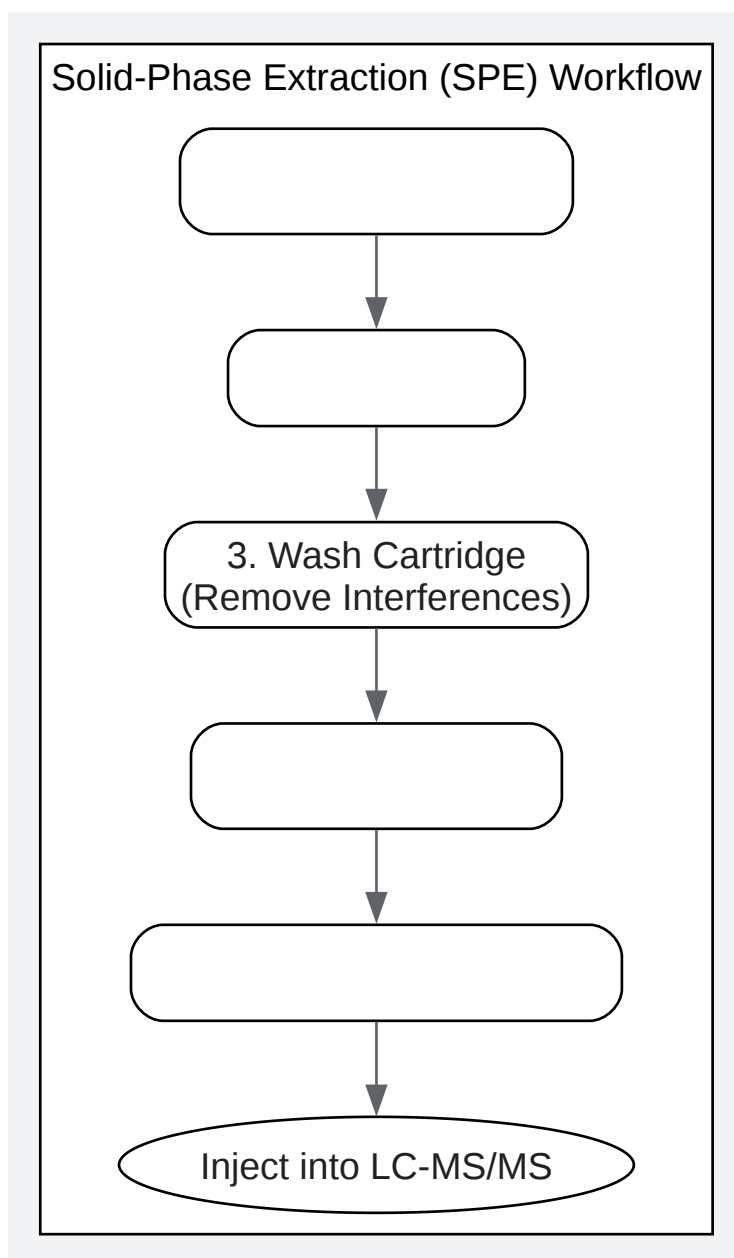 Solid-Phase Extraction (SPE) Workflow
3. Wash Cartridge
(Remove Interferences)
Inject into LC-MS/MS